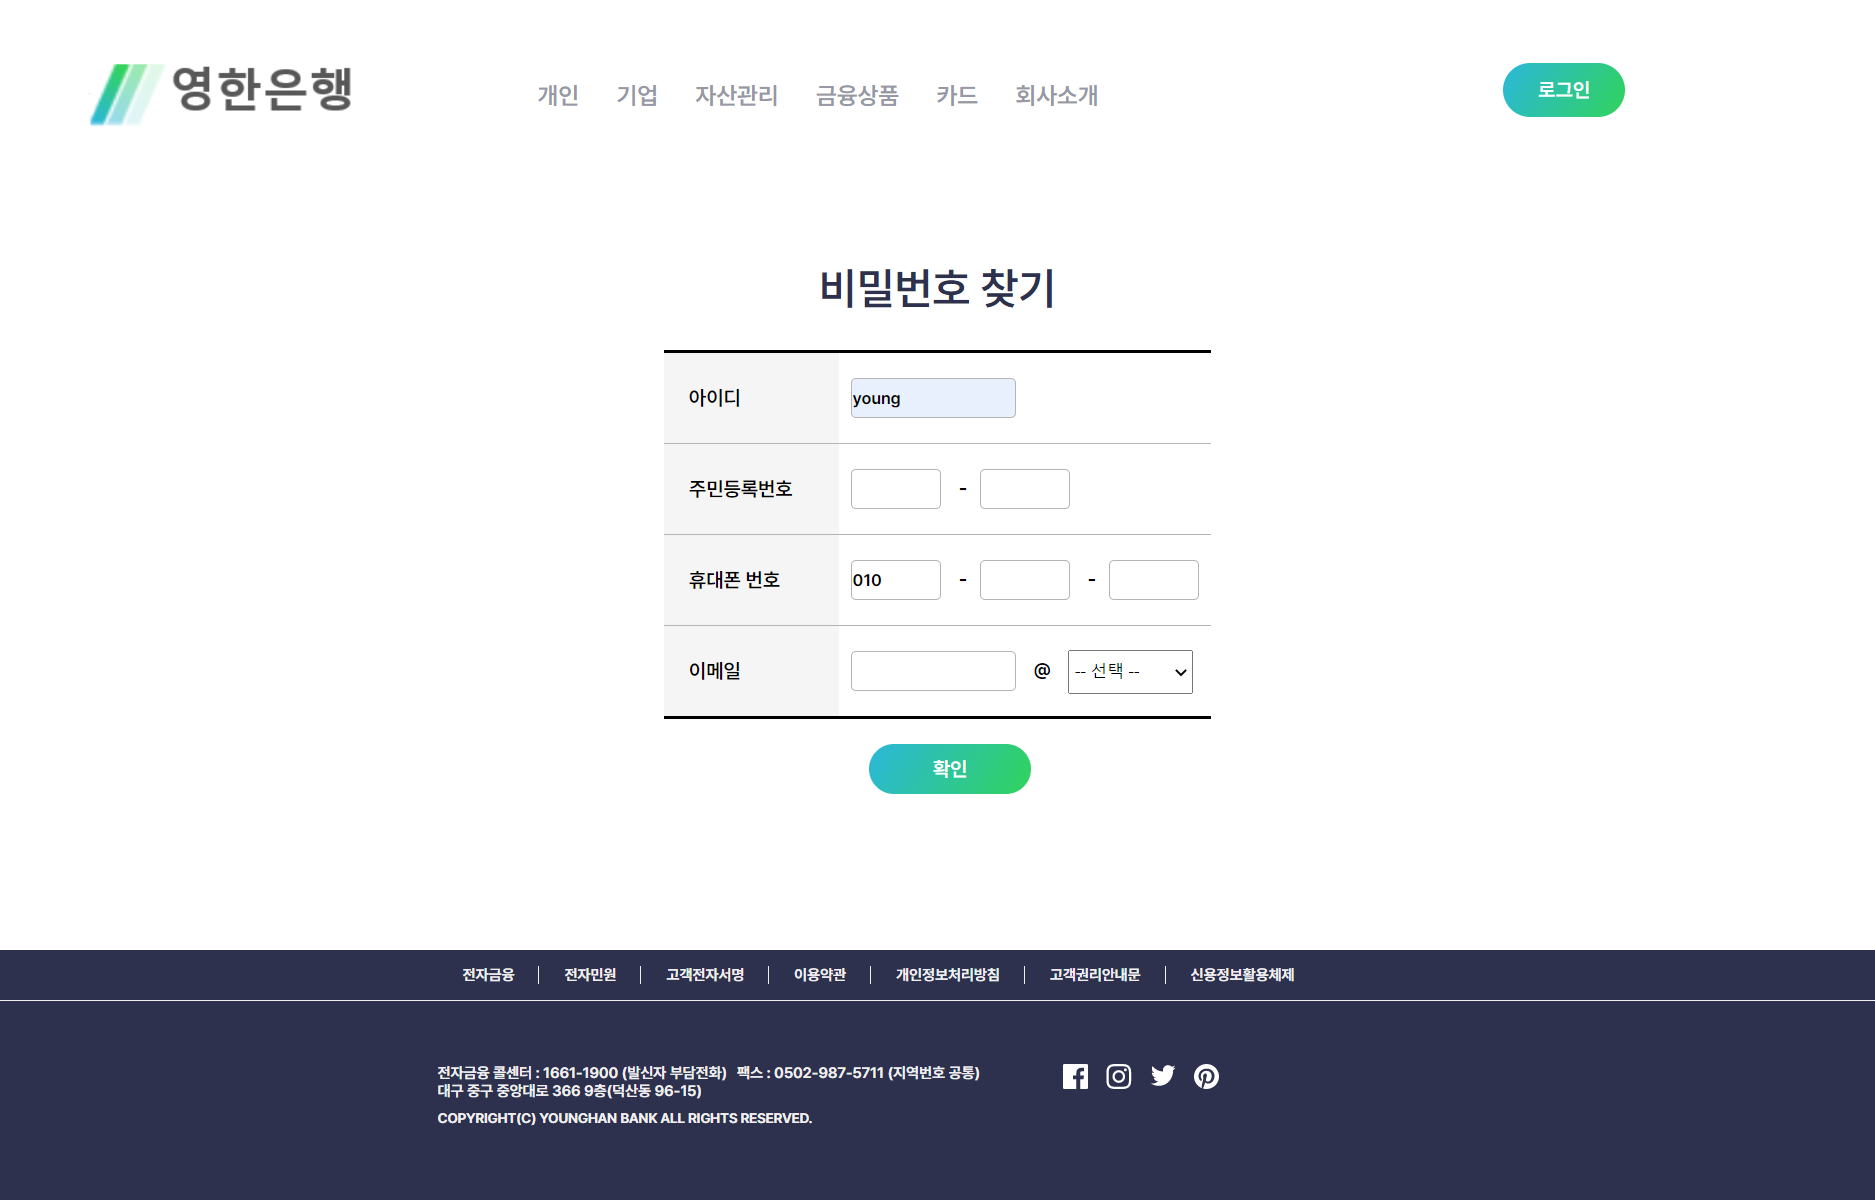 영한은행
개인 기업 자산관리 금융상품 카드 회사소개
로그인
비밀번호 찾기
아이디 young
주민등록번호 -
휴대폰 번호 010 - -
이메일 @ -- 선택 --
확인
전자금융 전자민원 고객전자서명 이용약관 개인정보처리방침 고객권리안내문 신용정보활용체제
전자금융 콜센터 : 1661-1900 (발신자 부담전화) 팩스 : 0502-987-5711 (지역번호 공통)
대구 중구 중앙대로 366 9층(덕산동 96-15)
COPYRIGHT(C) YOUNGHAN BANK ALL RIGHTS RESERVED.